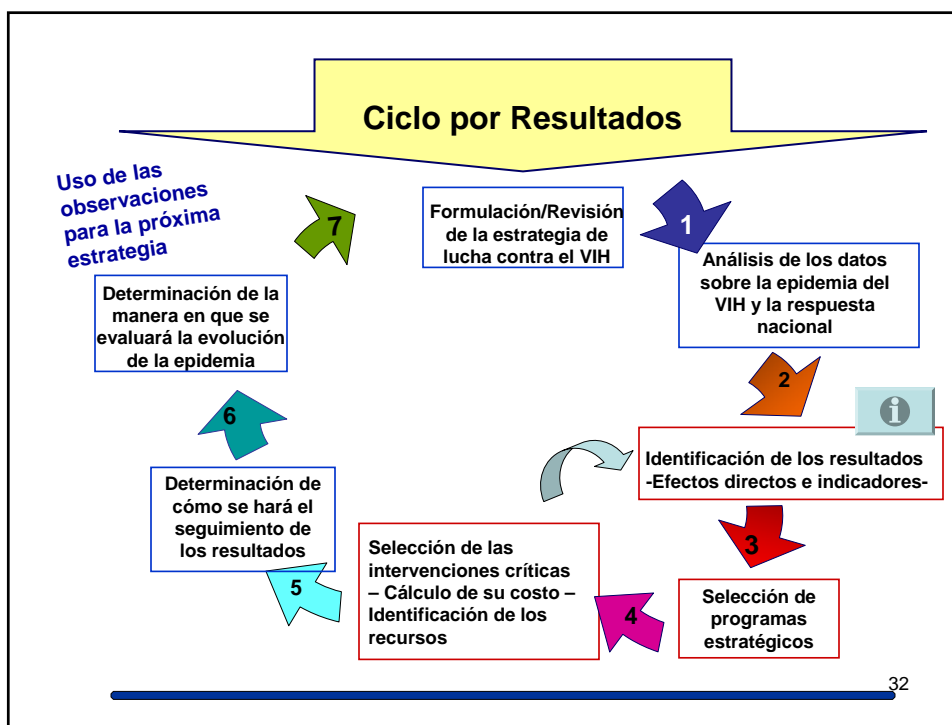 Ciclo por Resultados
Uso de las
observaciones
para la próxima
estrategia
7
Formulación/Revisión
de la estrategia de
lucha contra el VIH
1
Análisis de los datos
sobre la epidemia del
VIH y la respuesta
nacional
2
i
Identificación de los resultados
-Efectos directos e indicadores-
3
Selección de
programas
estratégicos
4
Selección de las
intervenciones críticas
– Cálculo de su costo –
Identificación de los
recursos
5
Determinación de
cómo se hará el
seguimiento de
los resultados
6
Determinación de la
manera en que se
evaluará la evolución
de la epidemia
32